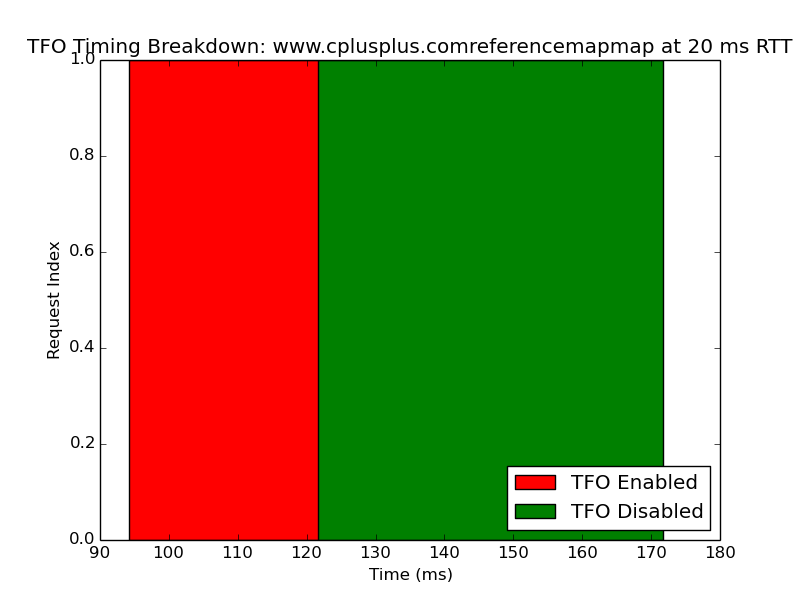 TFO Timing Breakdown: www.cplusplus.comreferencemapmap at 20 ms RTT
1.0
0.8
0.6
0.4
0.2
0.0
Request Index
90 100 110 120 130 140 150 160 170 180
Time (ms)
TFO Enabled
TFO Disabled